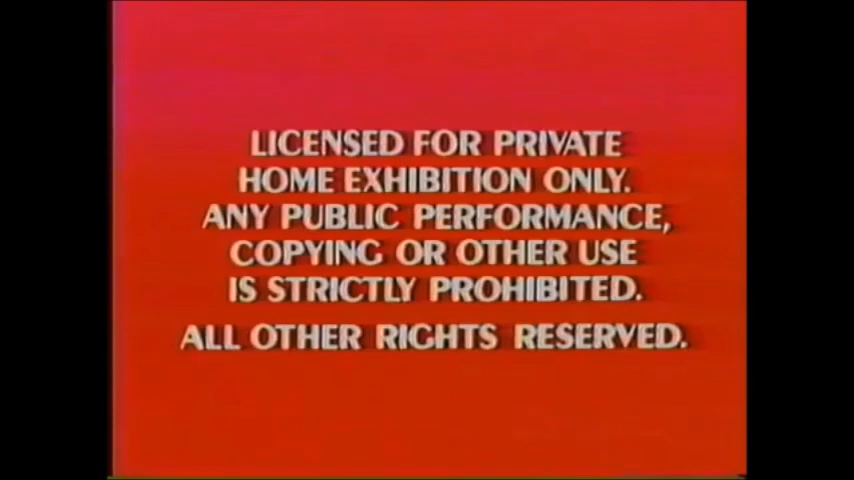 LICENSED FOR PRIVATE
HOME EXHIBITION ONLY.
ANY PUBLIC PERFORMANCE,
COPYING OR OTHER USE
IS STRICTLY PROHIBITED.
ALL OTHER RIGHTS RESERVED.